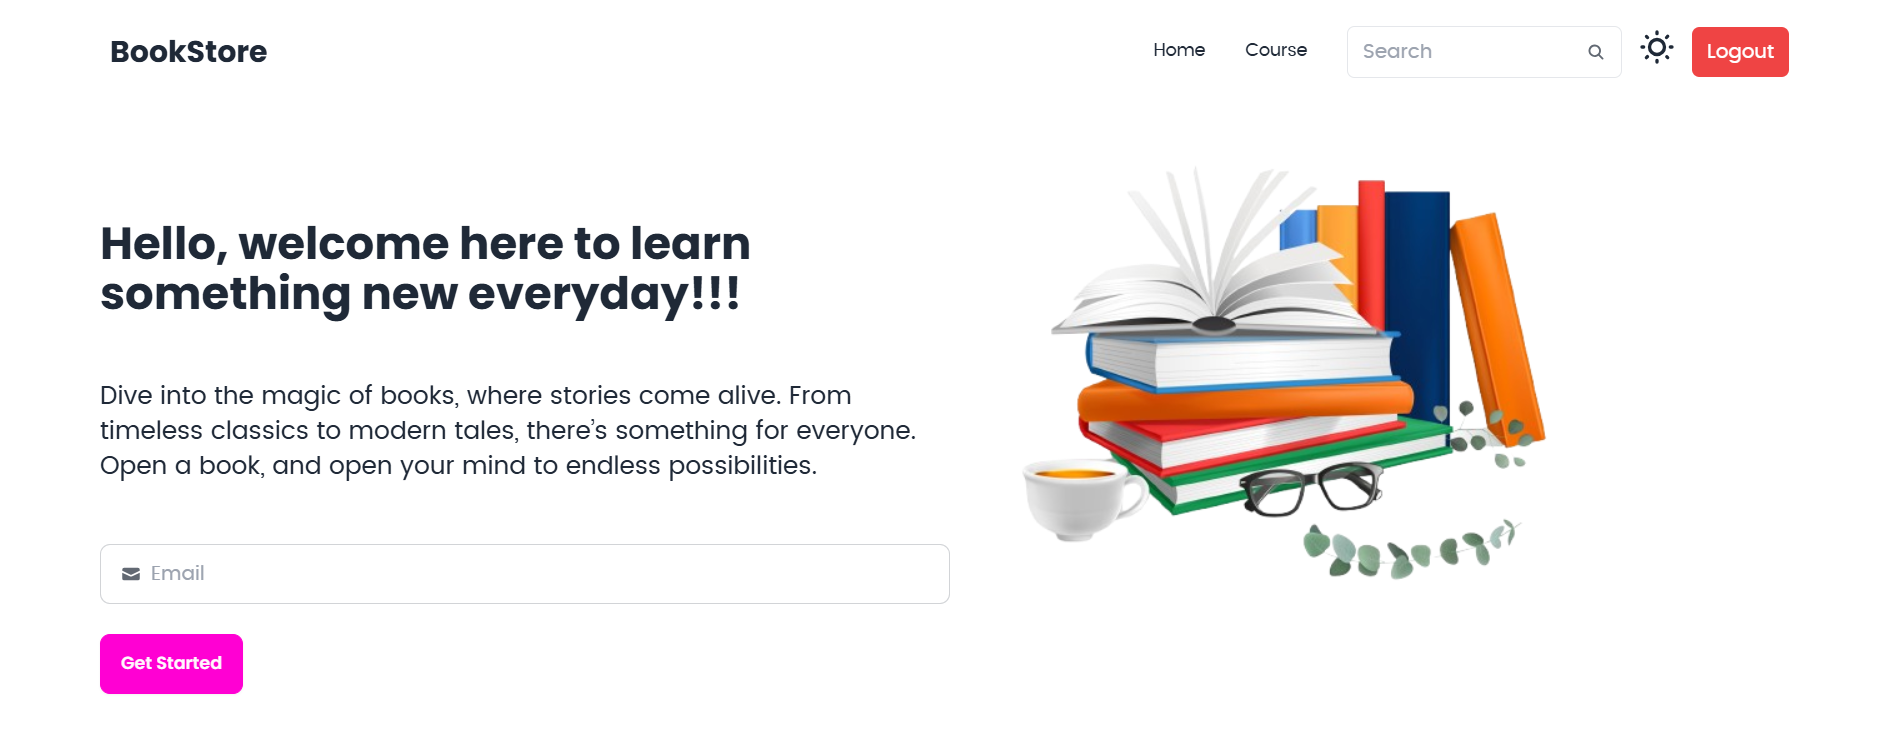 BookStore
Home
Course
Search
Logout
Hello, welcome here to learn
something new everyday!!!
Dive into the magic of books, where stories come alive. From
timeless classics to modern tales, there's something for everyone.
Open a book, and open your mind to endless possibilities.
Email
Get Started